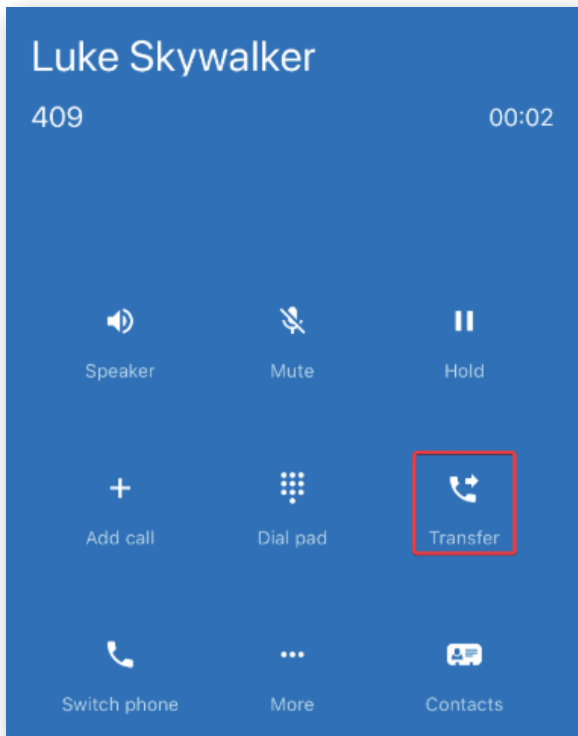 Luke Skywalker
409 00:02
Speaker Mute Hold
Add call Dial pad Transfer
Switch phone More Contacts